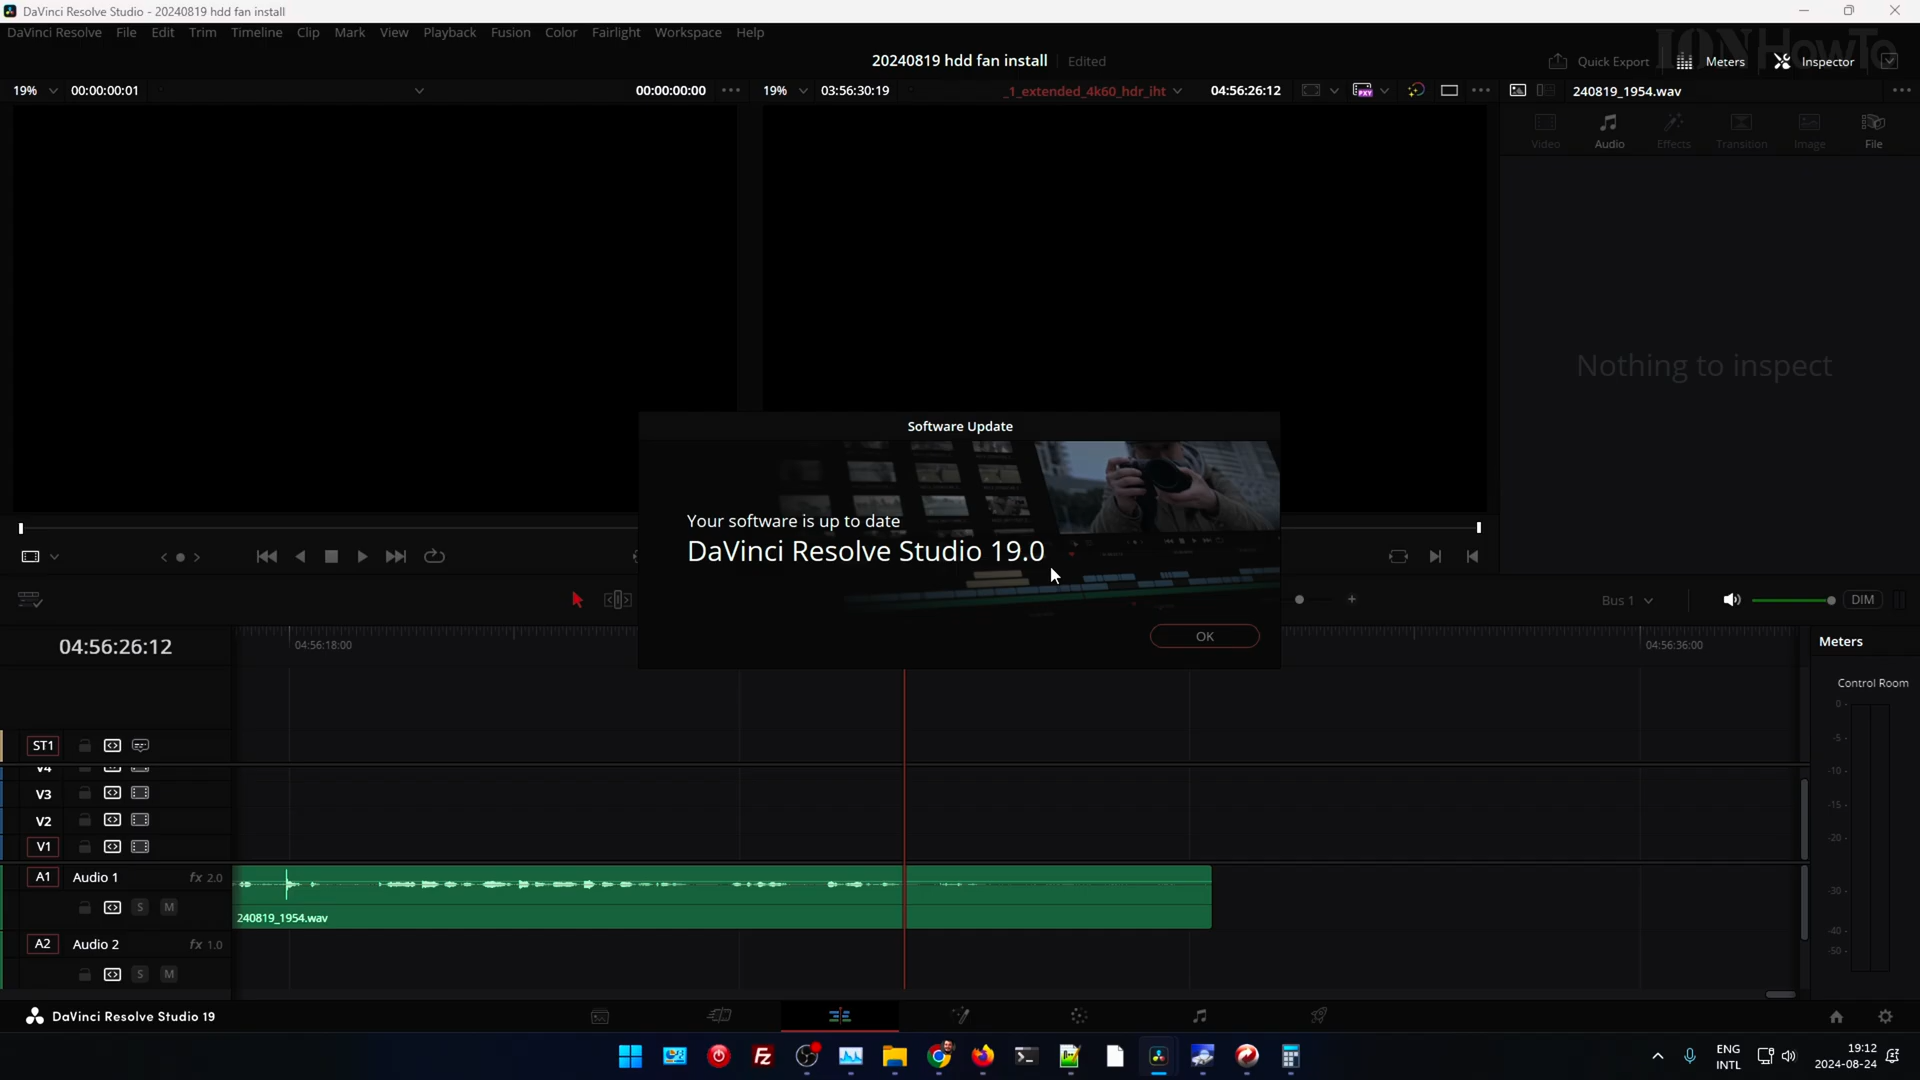 DaVinci Resolve Studio - 20240819 hdd fan install
DaVinci Resolve File Edit Trim Timeline Clip Mark View Playback Fusion Color Fairlight Workspace Help
IONHowTo
20240819 hdd fan install Edited
Quick Export Meters Inspector
19% 00:00:00:01 00:00:00:00 19% 03:56:30:19 _1_extended_4k60_hdr_iht 04:56:26:12 PXY 240819_1954.wav
Video Audio Effects Transition Image File
Nothing to inspect
Software Update
Your software is up to date
DaVinci Resolve Studio 19.0
OK
Bus 1 DIM
04:56:26:12 04:56:18:00 04:56:36:00 Meters
Control Room
0
-5
-10
-15
-20
-30
-40
-50
ST1
V4
V3
V2
V1
A1 Audio 1 fx 2.0
S M
240819_1954.wav
A2 Audio 2 fx 1.0
S M
DaVinci Resolve Studio 19
Fz
ENG
INTL
19:12
2024-08-24